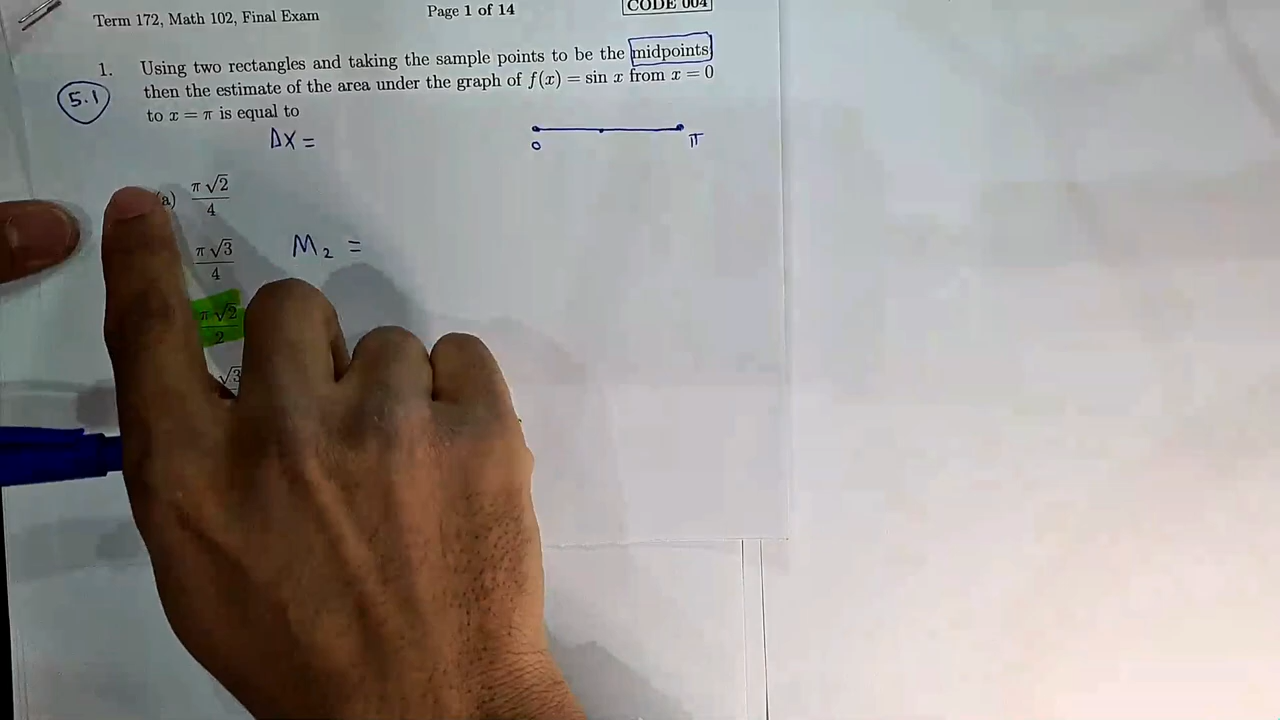 Term 172, Math 102, Final Exam Page 1 of 14 CODE 004
1. Using two rectangles and taking the sample points to be the midpoints
then the estimate of the area under the graph of f(x) = sin x from x = 0
5.1
to x = π is equal to
Δx =
0 π
(a) π√2/4
M₂ =
π√3/4
π√2/2
√3